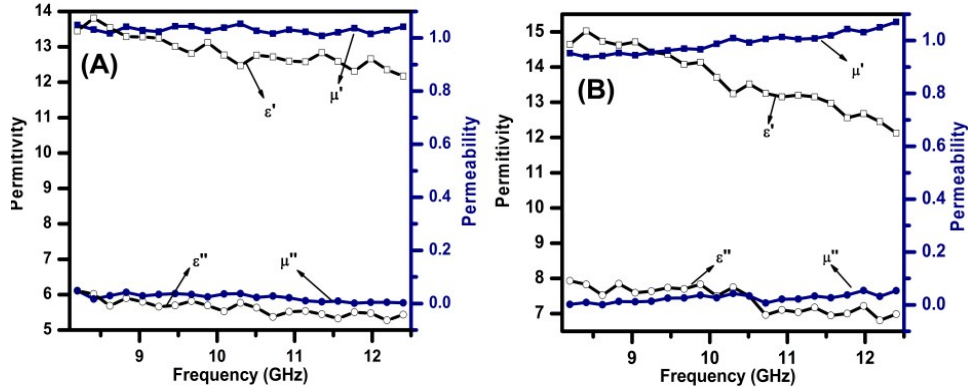 14
13
12
11
10
9
8
7
6
5
Permitivity
(A)
ε'
μ'
ε"
μ"
1.0
0.8
0.6
0.4
0.2
0.0
Permeability
9 10 11 12
Frequency (GHz)
15
14
13
12
11
10
9
8
7
Permitivity
(B)
μ'
ε'
ε"
μ"
1.0
0.8
0.6
0.4
0.2
0.0
Permeability
9 10 11 12
Frequency (GHz)